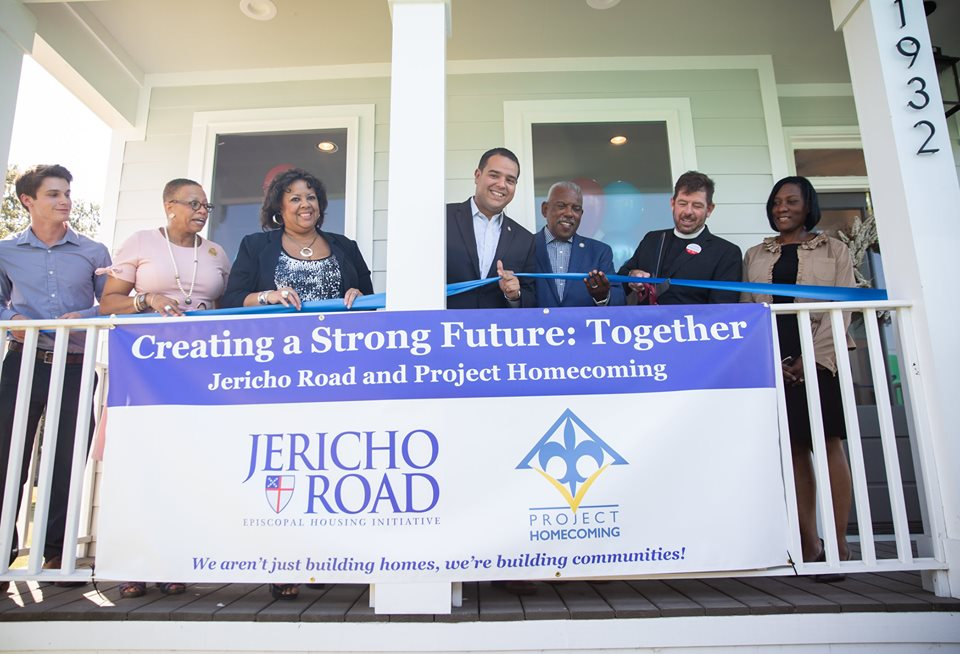 1932
Creating a Strong Future: Together
Jericho Road and Project Homecoming
JERICHO
ROAD
EPISCOPAL HOUSING INITIATIVE
PROJECT
HOMECOMING
We aren't just building homes, we're building communities!